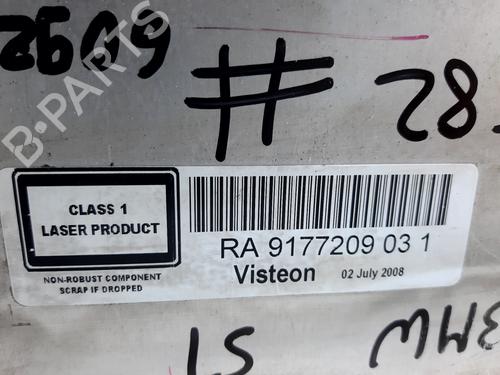 2609
#
28.
B-PARTS
CLASS 1
LASER PRODUCT
NON-ROBUST COMPONENT
SCRAP IF DROPPED
RA 9177209 03 1
Visteon 02 July 2008